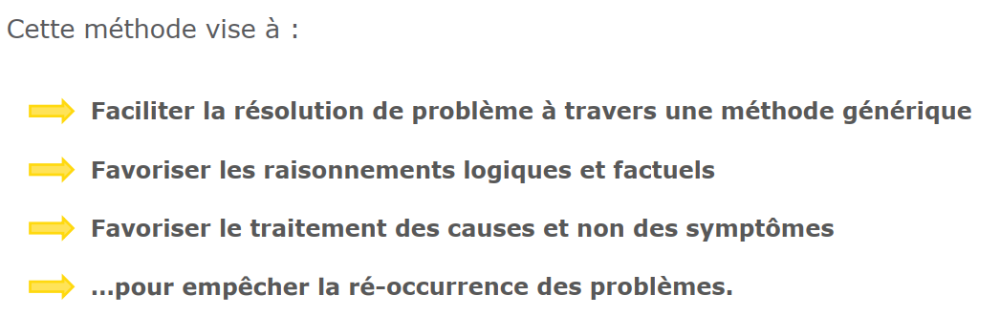 Cette méthode vise à :
Faciliter la résolution de problème à travers une méthode générique
Favoriser les raisonnements logiques et factuels
Favoriser le traitement des causes et non des symptômes
...pour empêcher la ré–occurrence des problèmes.